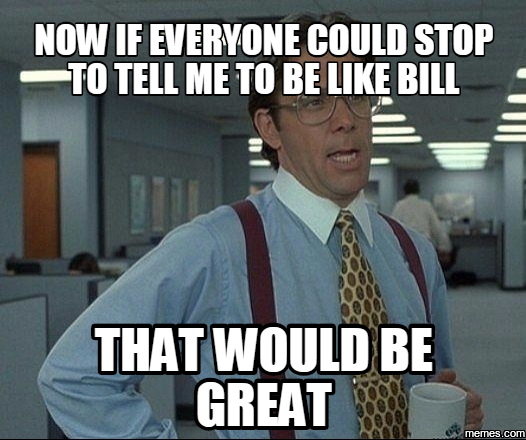 NOW IF EVERYONE COULD STOP
TO TELL ME TO BE LIKE BILL
THAT WOULD BE
GREAT
memes.com